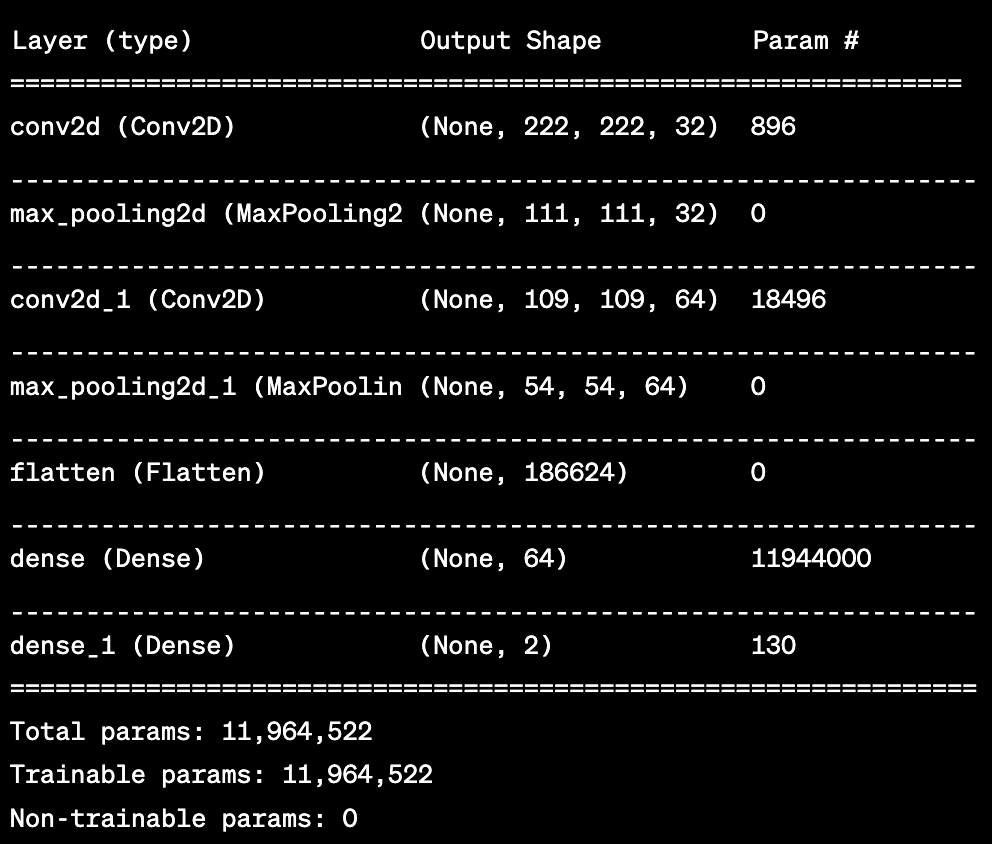 Layer (type) Output Shape Param #
=================================================================
conv2d (Conv2D) (None, 222, 222, 32) 896
-----------------------------------------------------------------
max_pooling2d (MaxPooling2 (None, 111, 111, 32) 0
-----------------------------------------------------------------
conv2d_1 (Conv2D) (None, 109, 109, 64) 18496
-----------------------------------------------------------------
max_pooling2d_1 (MaxPoolin (None, 54, 54, 64) 0
-----------------------------------------------------------------
flatten (Flatten) (None, 186624) 0
-----------------------------------------------------------------
dense (Dense) (None, 64) 11944000
-----------------------------------------------------------------
dense_1 (Dense) (None, 2) 130
=================================================================
Total params: 11,964,522
Trainable params: 11,964,522
Non-trainable params: 0